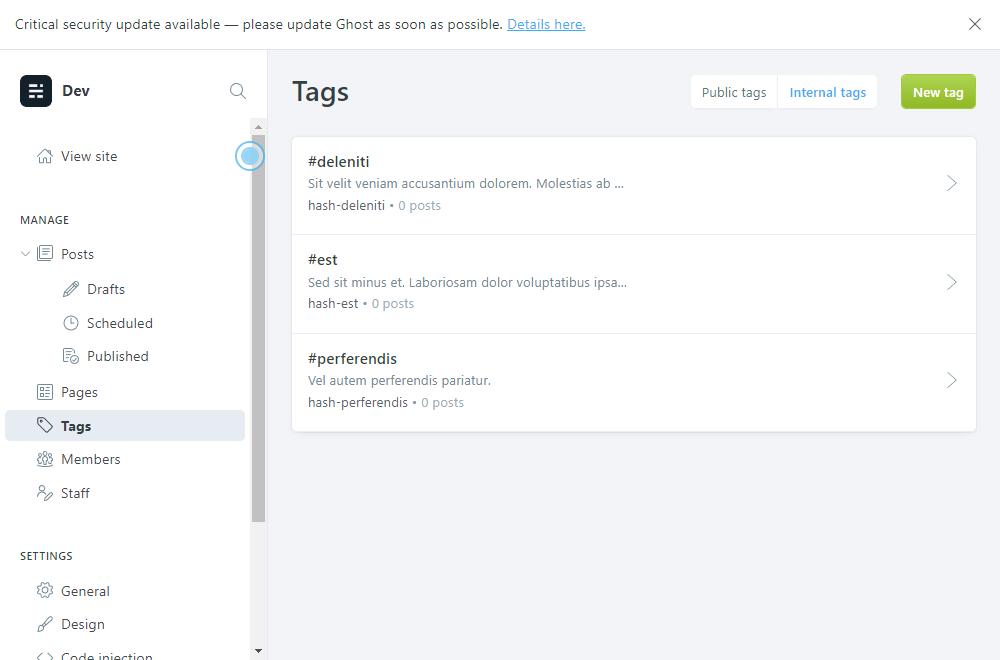 Critical security update available — please update Ghost as soon as possible. Details here.
Dev
View site
MANAGE
Posts
Drafts
Scheduled
Published
Pages
Tags
Members
Staff
SETTINGS
General
Design
Code injection
Tags
Public tags
Internal tags
New tag
#deleniti
Sit velit veniam accusantium dolorem. Molestias ab ...
hash-deleniti • 0 posts
#est
Sed sit minus et. Laboriosam dolor voluptatibus ipsa...
hash-est • 0 posts
#perferendis
Vel autem perferendis pariatur.
hash-perferendis • 0 posts